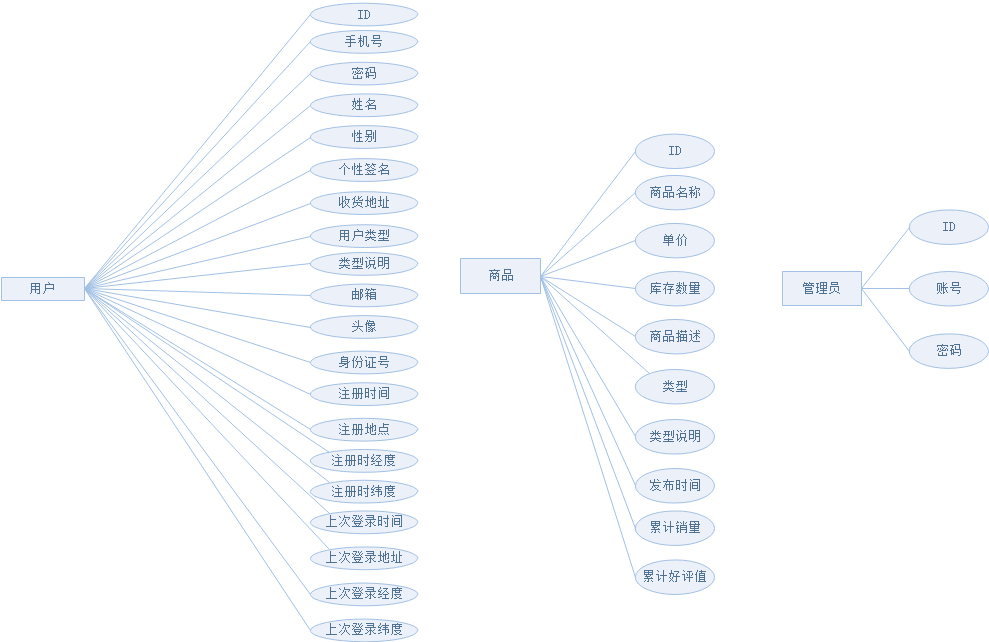 用户
ID
手机号
密码
姓名
性别
个性签名
收货地址
用户类型
类型说明
邮箱
头像
身份证号
注册时间
注册地点
注册时经度
注册时纬度
上次登录时间
上次登录地址
上次登录经度
上次登录纬度
商品
ID
商品名称
单价
库存数量
商品描述
类型
类型说明
发布时间
累计销量
累计好评值
管理员
ID
账号
密码